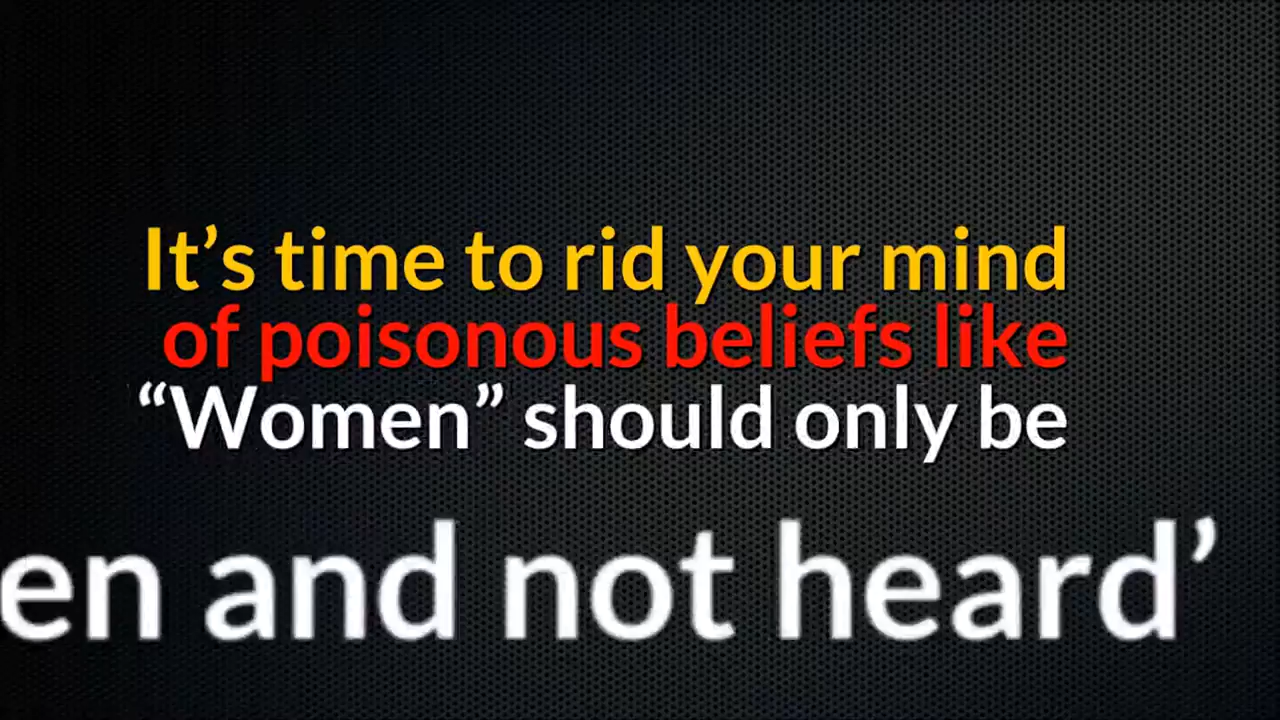 It’s time to rid your mind
of poisonous beliefs like
“Women” should only be
en and not heard’